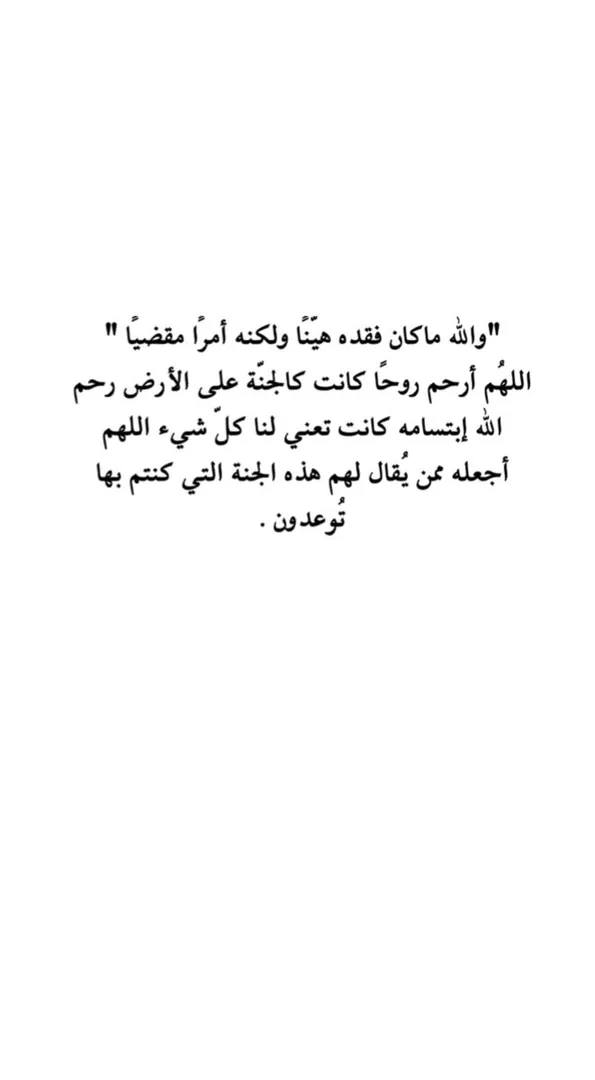 "والله ماكان فقده هيّنًا ولكنه أمرًا مقضيًا "
اللهُم أرحم روحًا كانت كالجنّة على الأرض رحم
الله إبتسامه كانت تعني لنا كلّ شيء اللهم
أجعله ممن يُقال لهم هذه الجنة التي كنتم بها
تُوعدون .